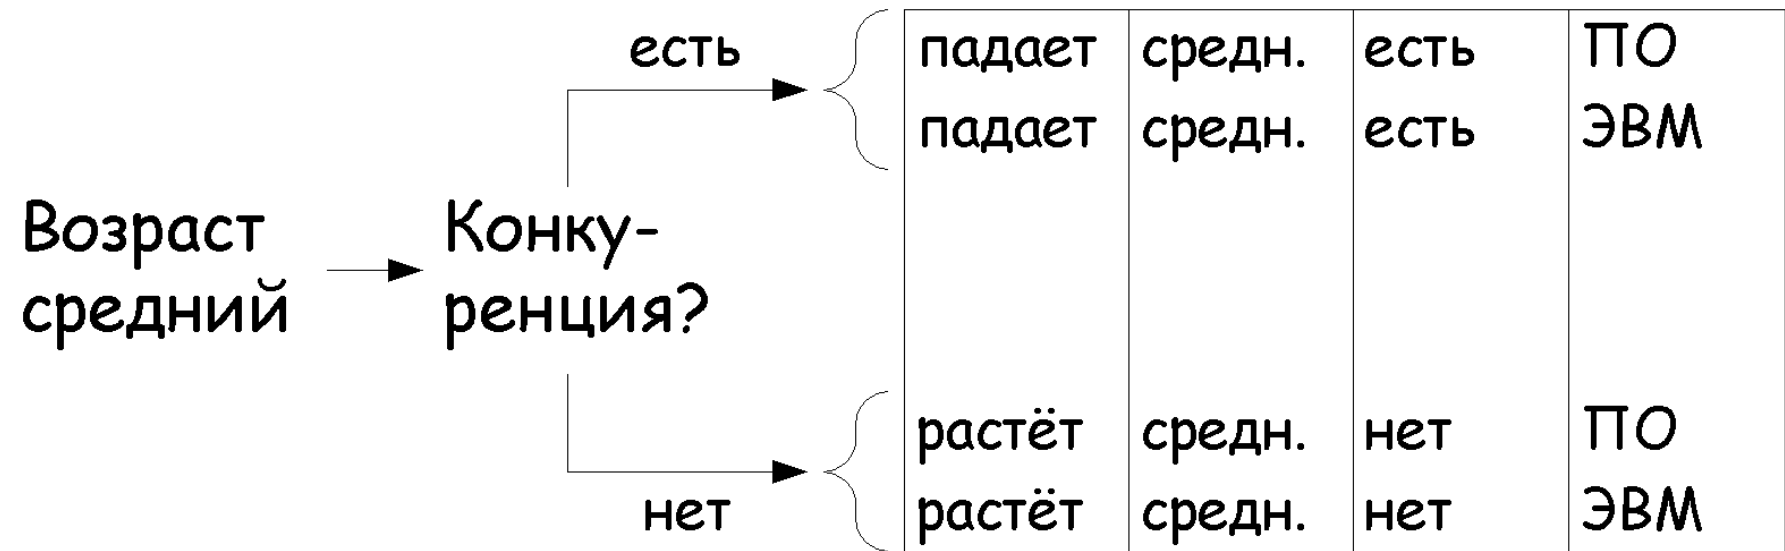 есть
падает средн. есть ПО
падает средн. есть ЭВМ
Возраст
средний
Конку-
ренция?
растёт средн. нет ПО
нет
растёт средн. нет ЭВМ